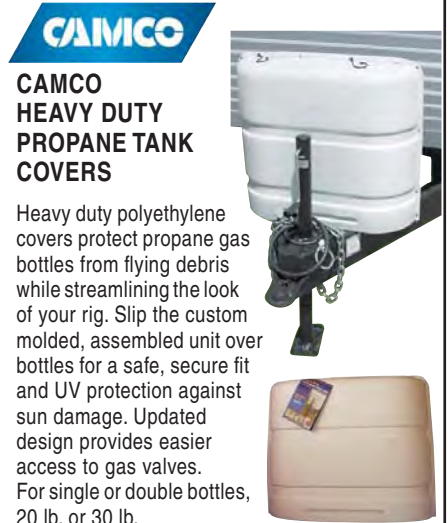 CAMCO
CAMCO
HEAVY DUTY
PROPANE TANK
COVERS
Heavy duty polyethylene
covers protect propane gas
bottles from flying debris
while streamlining the look
of your rig. Slip the custom
molded, assembled unit over
bottles for a safe, secure fit
and UV protection against
sun damage. Updated
design provides easier
access to gas valves.
For single or double bottles,
20 lb. or 30 lb.